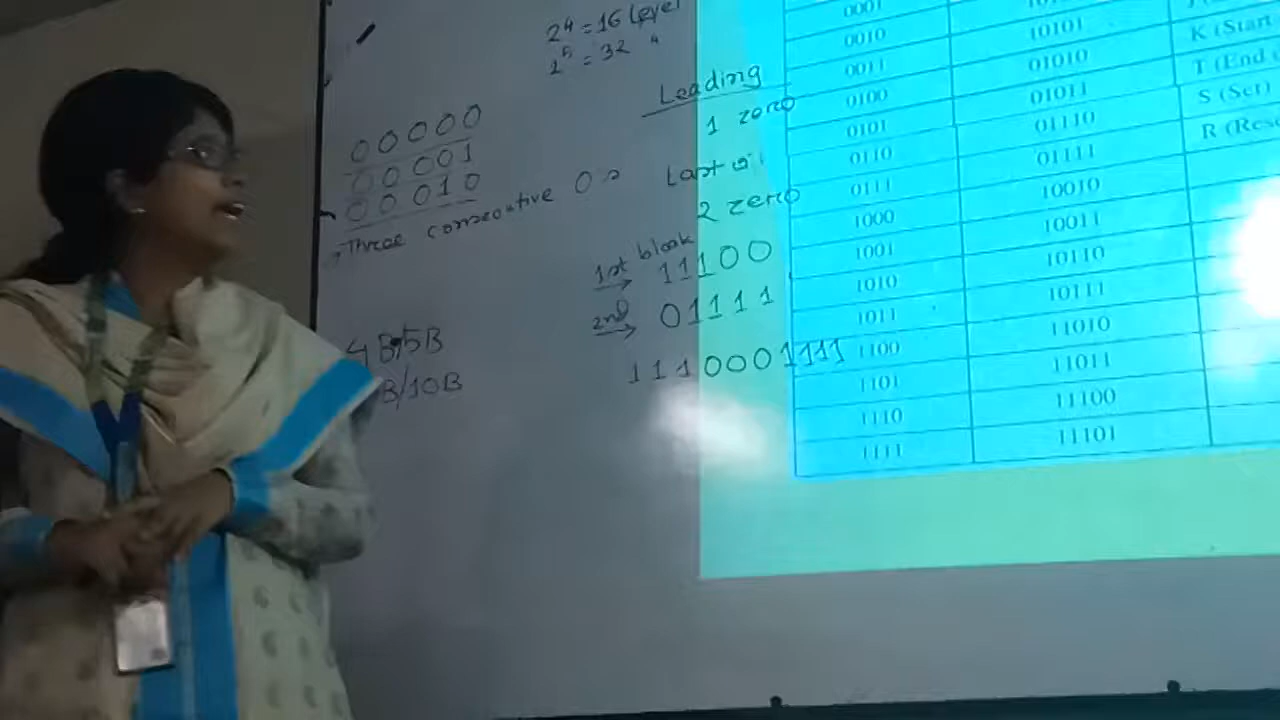 2⁴ = 16 level
2⁵ = 32 "
00000
00001
00010
Three consecutive 0s
Leading
1 zero
Last
2 zero
1st block
11100
2nd 01111
1110001111
4B/5B
B/10B
0001
0010 10101
0011 01010
0100 01011
0101 01110
0110 01111
0111 10010
1000 10011
1001 10110
1010 10111
1011 11010
1100 11011
1101 11100
1110 11101
1111
K (Start
T (End
S (Set)
R (Rese